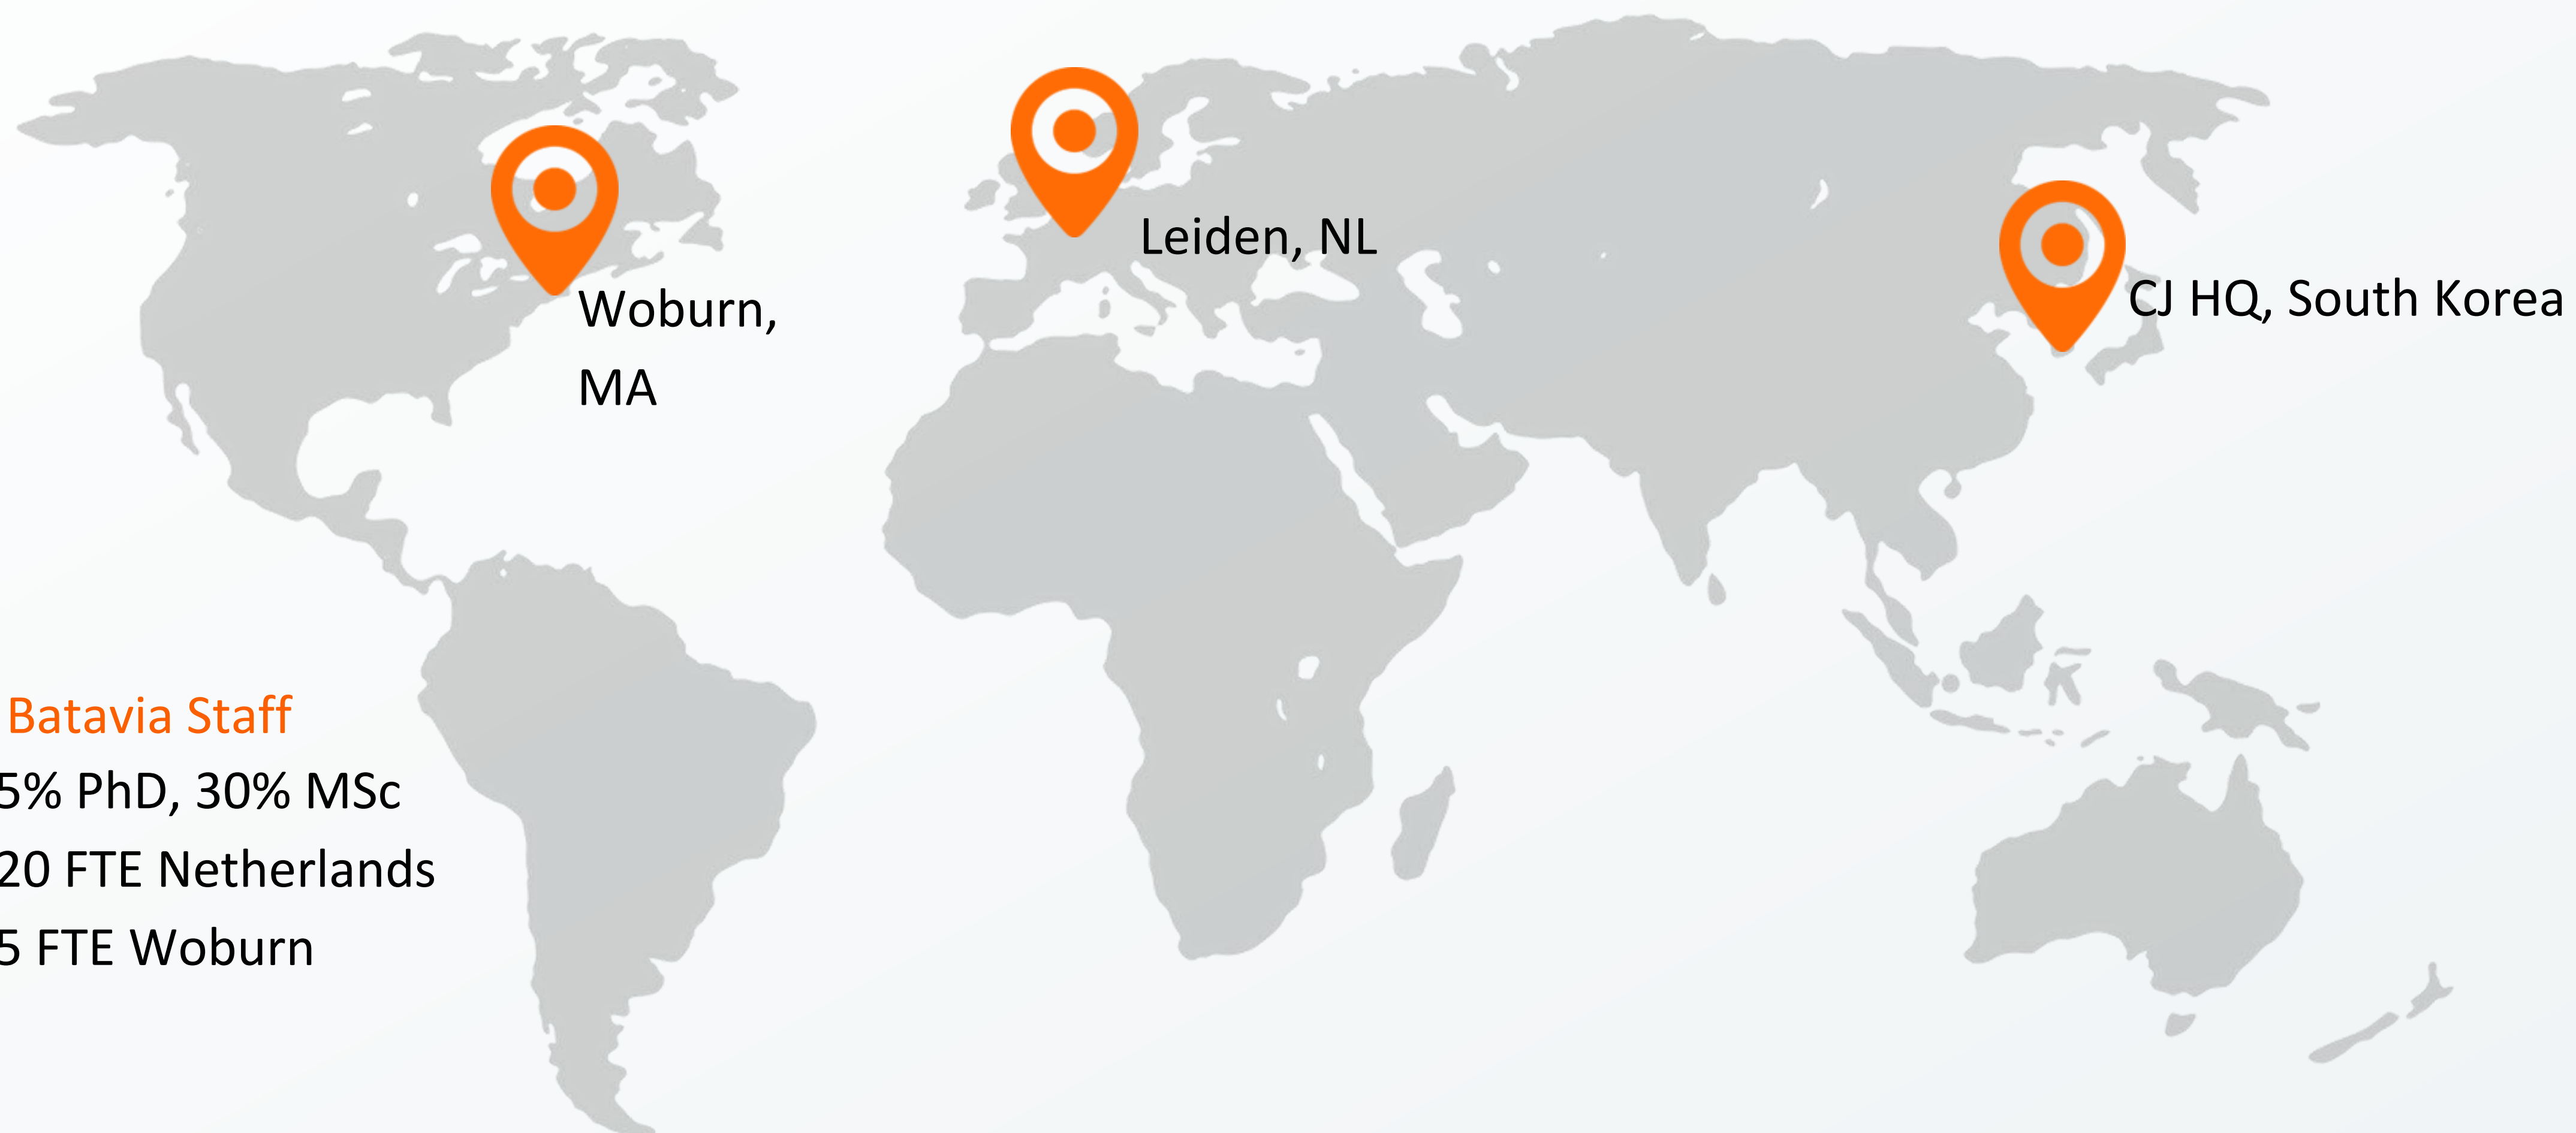 Leiden, NL
Woburn,
MA
CJ HQ, South Korea
Batavia Staff
5% PhD, 30% MSc
20 FTE Netherlands
5 FTE Woburn